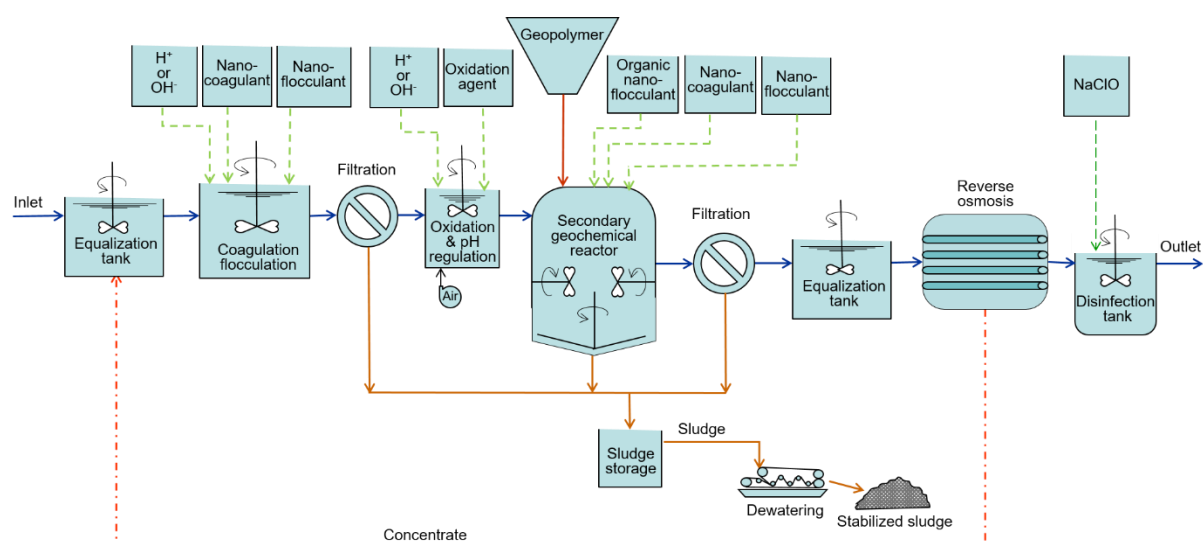 Geopolymer
H⁺
or
OH⁻
Nano-
coagulant
Nano-
flocculant
H⁺
or
OH⁻
Oxidation
agent
Organic nano-
flocculant
Nano-
coagulant
Nano-
flocculant
NaClO
Inlet
Equalization
tank
Coagulation
flocculation
Filtration
Oxidation
& pH
regulation
Air
Secondary
geochemical
reactor
Filtration
Equalization
tank
Reverse
osmosis
Disinfection
tank
Outlet
Sludge
storage
Sludge
Dewatering
Stabilized sludge
Concentrate